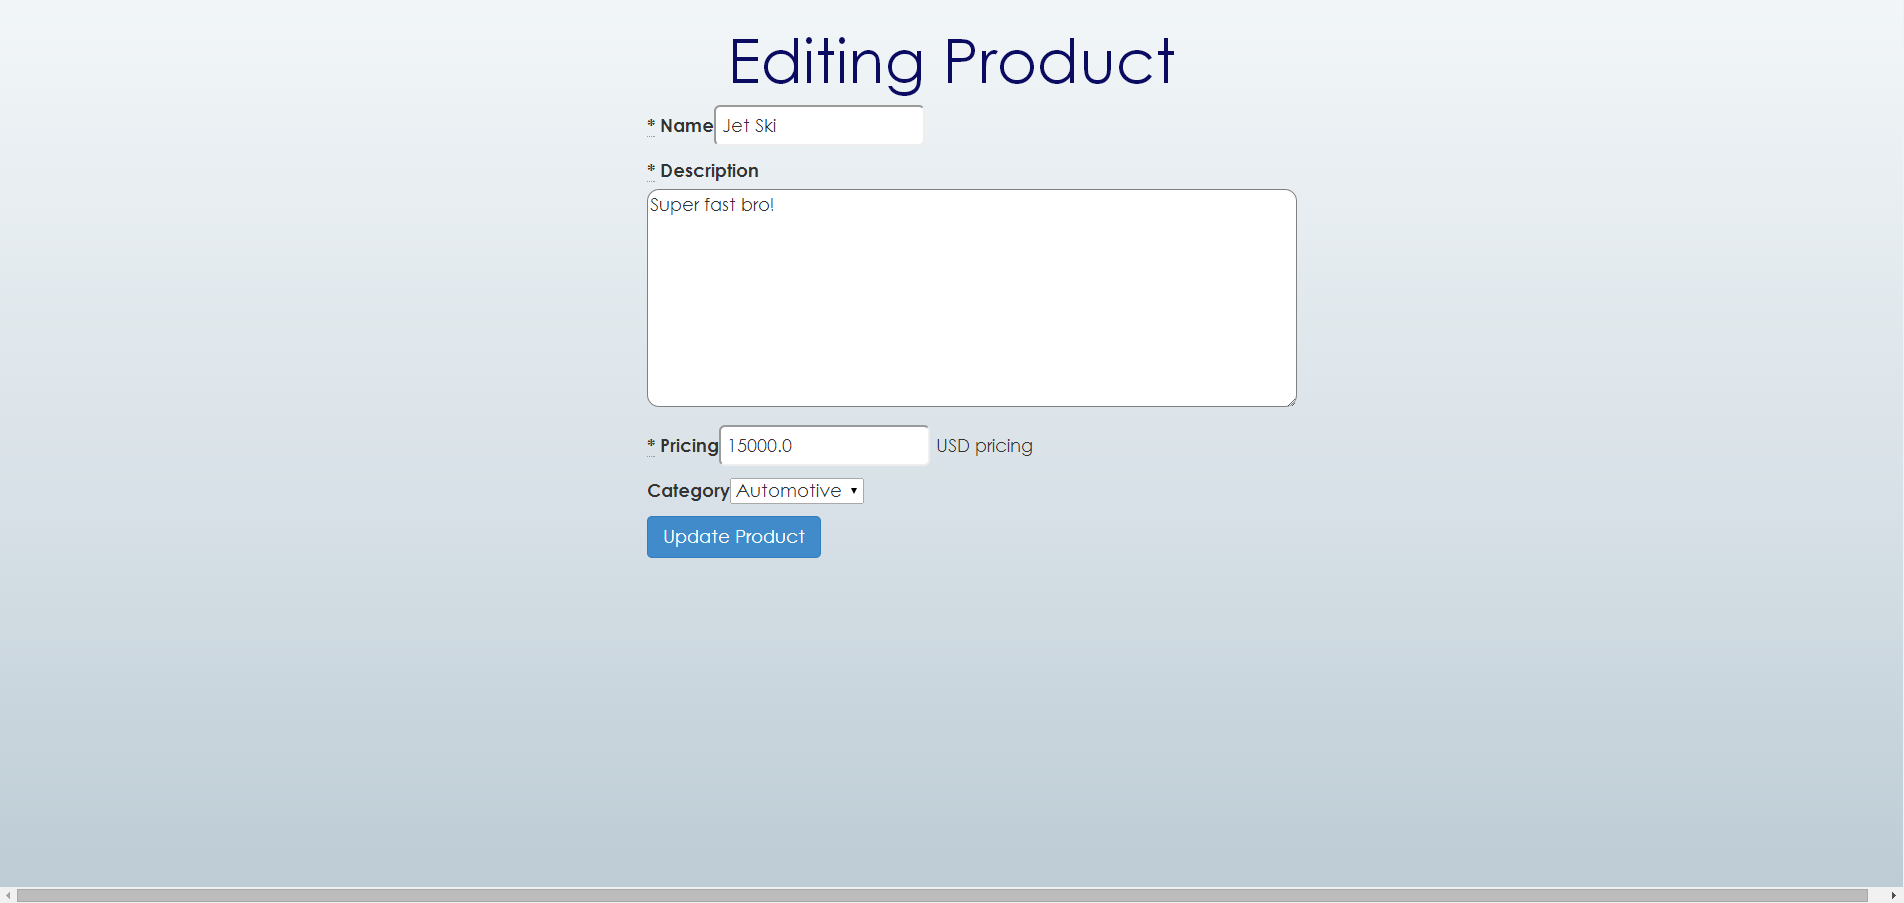 Editing Product
* Name Jet Ski
* Description
Super fast bro!
* Pricing 15000.0 USD pricing
Category Automotive
Update Product